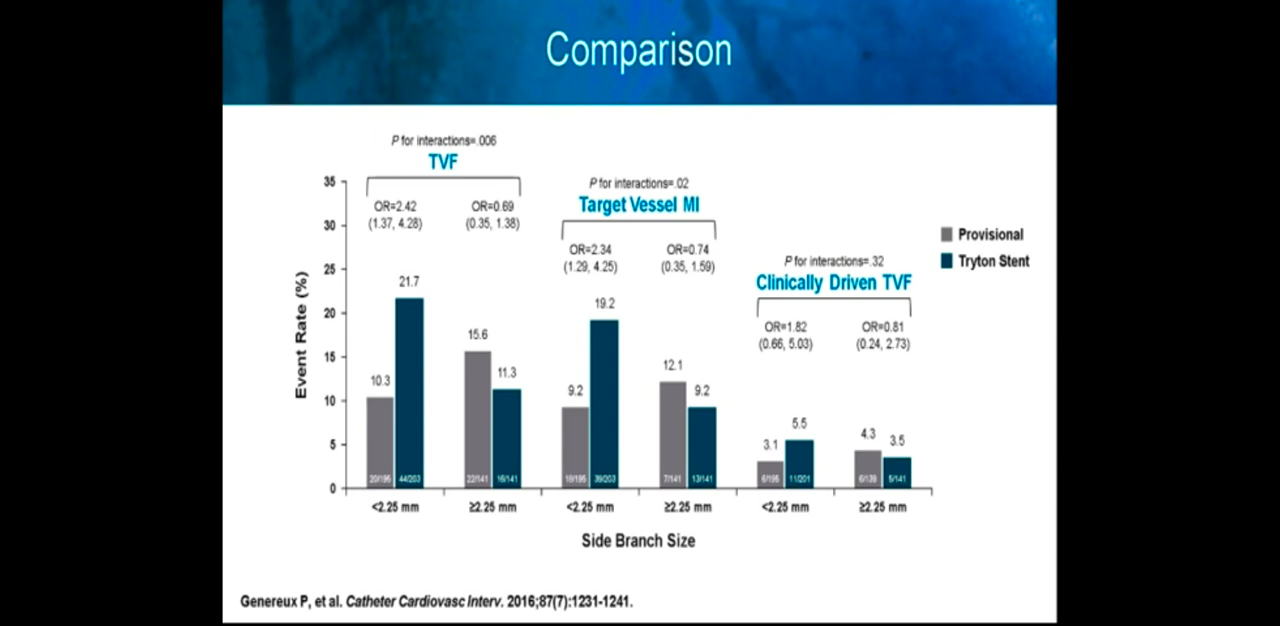 Comparison
P for interactions=.006
TVF
OR=2.42
(1.37, 4.28)
OR=0.69
(0.35, 1.38)
P for interactions=.02
Target Vessel MI
OR=2.34
(1.29, 4.25)
OR=0.74
(0.35, 1.59)
P for interactions=.32
Clinically Driven TVF
OR=1.82
(0.66, 5.03)
OR=0.81
(0.24, 2.73)
Provisional
Tryton Stent
Event Rate (%)
35
30
25
20
15
10
5
0
10.3
21.7
15.6
11.3
9.2
19.2
12.1
9.2
3.1
5.5
4.3
3.5
20/195
44/203
22/141
16/141
18/195
39/203
7/141
13/141
6/195
11/201
6/139
5/141
<2.25 mm
≥2.25 mm
<2.25 mm
≥2.25 mm
<2.25 mm
≥2.25 mm
Side Branch Size
Genereux P, et al. Catheter Cardiovasc Interv. 2016;87(7):1231-1241.